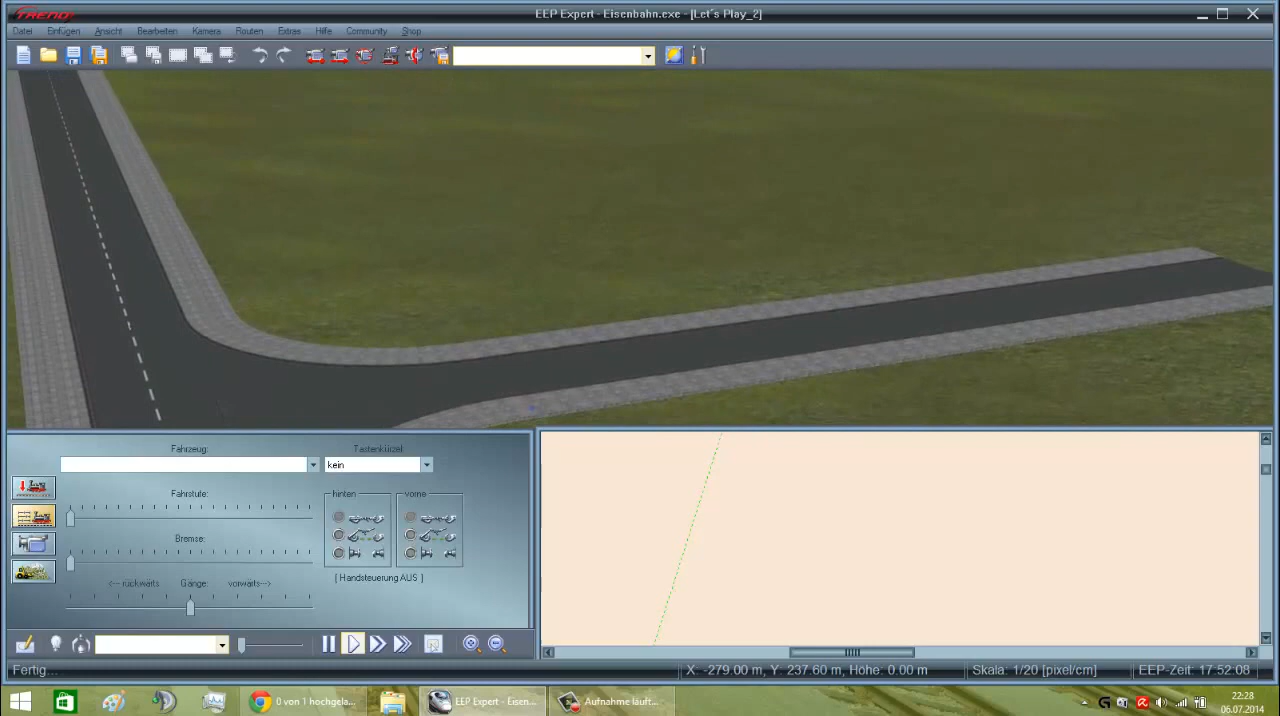 TREND
EEP Expert - Eisenbahn.exe - [Let´s Play_2]
Datei Einfügen Ansicht Bearbeiten Kamera Routen Extras Hilfe Community Shop
Fahrzeug: Tastenkürzel
kein
Fahrstufe: hinten vorne
Bremse:
<--- rückwärts Gänge: vorwärts--->
[ Handsteuerung AUS ]
Fertig... X: -279.00 m, Y: 237.60 m, Höhe: 0.00 m Skala: 1/20 [pixel/cm] EEP-Zeit: 17:52:08
0 von 1 hochgela... EEP Expert - Eisen... Aufnahme läuft... 22:28
06.07.2014